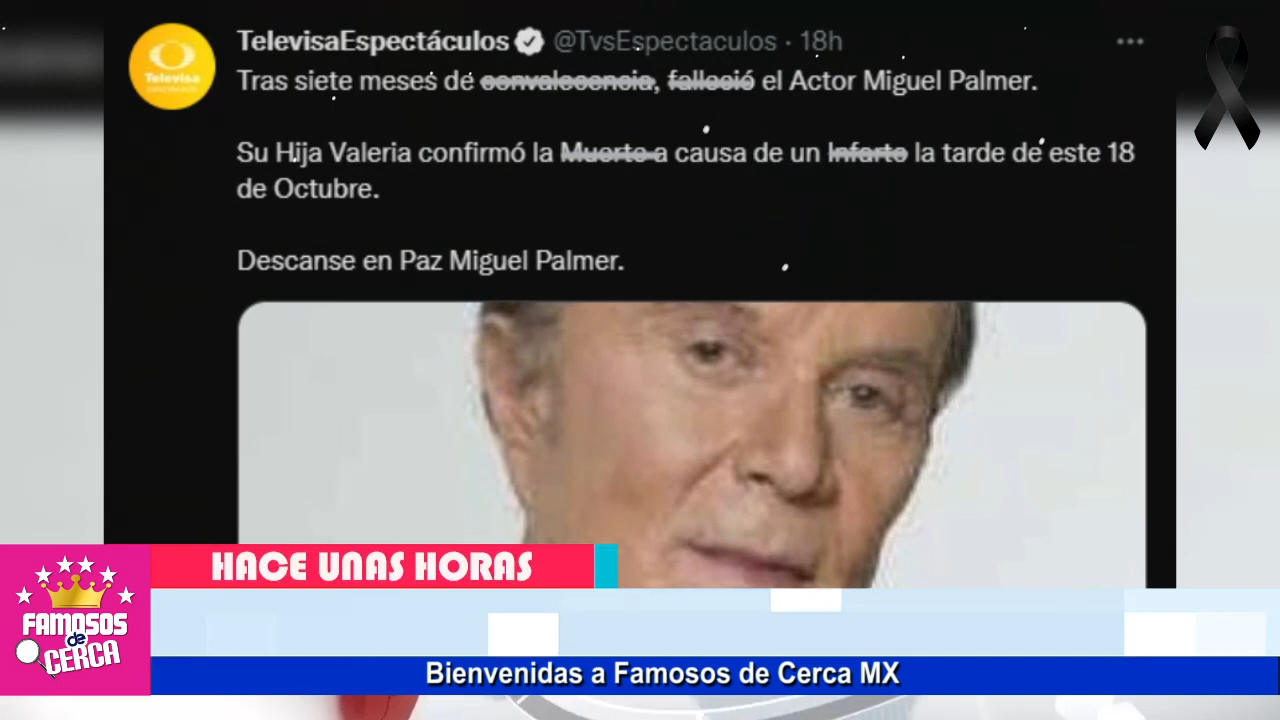 TelevisaEspectáculos @TvsEspectaculos · 18h
Tras siete meses de convalecencia, falleció el Actor Miguel Palmer.
Su Hija Valeria confirmó la Muerte a causa de un Infarto la tarde de este 18
de Octubre.
Descanse en Paz Miguel Palmer.
Televisa
HACE UNAS HORAS
FAMOSOS
de
CERCA
Bienvenidas a Famosos de Cerca MX